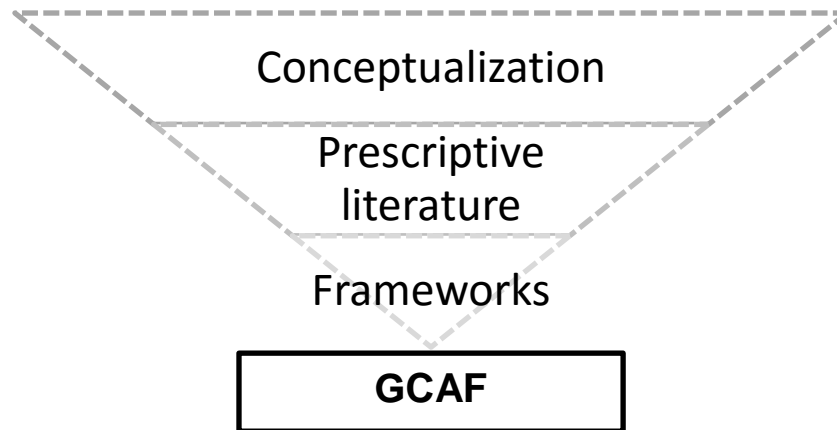 Conceptualization
Prescriptive
literature
Frameworks
GCAF